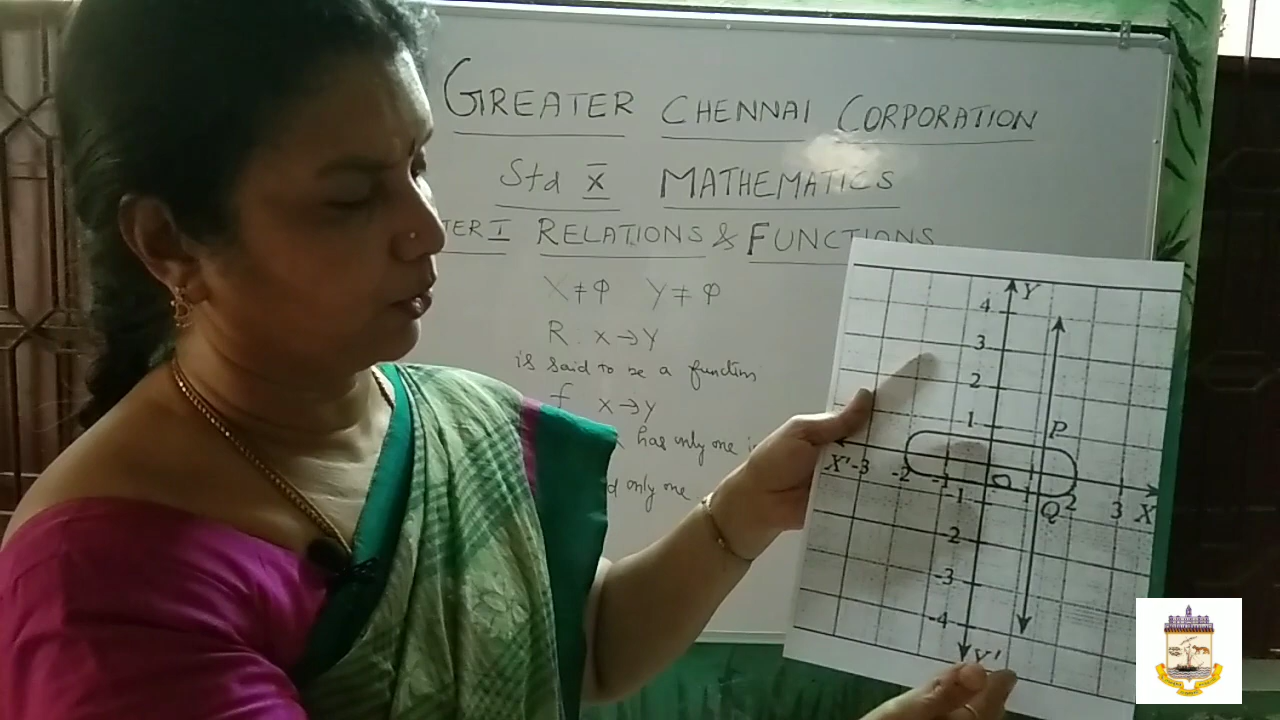 GREATER CHENNAI CORPORATION
Std X MATHEMATICS
TER I RELATIONS & FUNCTIONS
X ≠ φ Y ≠ φ
R. x → y
is said to be a function
f x → y
has only one
d only one
Y
4
3
2
1
P
X' -3 -2 -1 O 2 3 X
-1
Q
-2
-3
-4
Y'